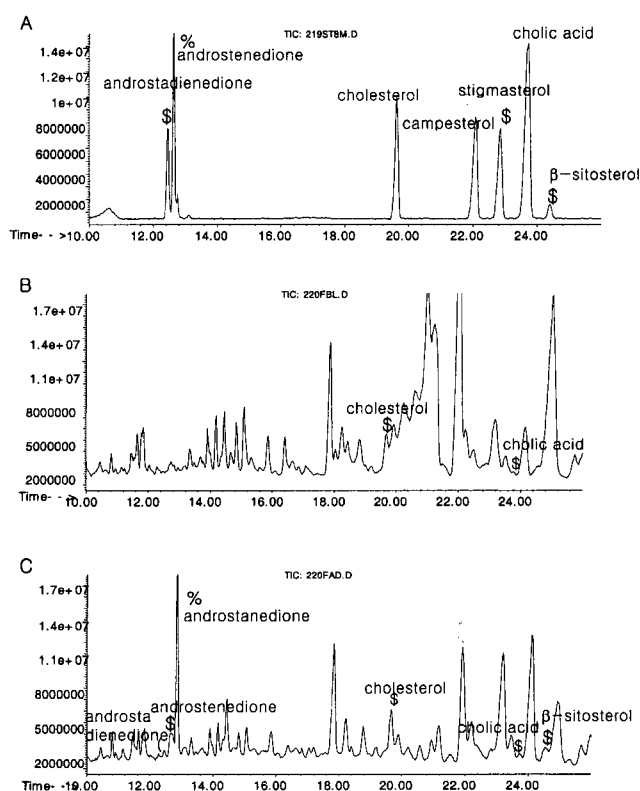 A
TIC: 219ST8M.D
cholic acid
%
androstenedione
androstadienedione
$
cholesterol
campesterol
stigmasterol
$
β-sitosterol
$
1.4e+07
1.2e+07
1e+07
8000000
6000000
4000000
2000000
Time-->10.00 12.00 14.00 16.00 18.00 20.00 22.00 24.00
B
TIC: 220FBL.D
1.7e+07
1.4e+07
1.1e+07
8000000
5000000
2000000
cholesterol
$
cholic acid
$
Time--> 10.00 12.00 14.00 16.00 18.00 20.00 22.00 24.00
C
TIC: 220FAD.D
1.7e+07
1.4e+07
1.1e+07
8000000
5000000
2000000
%
androstanedione
androsta
dienedione
androstenedione
$
cholesterol
$
cholic acid
$
β-sitosterol
$
12.00 14.00 16.00 18.00 20.00 22.00 24.00